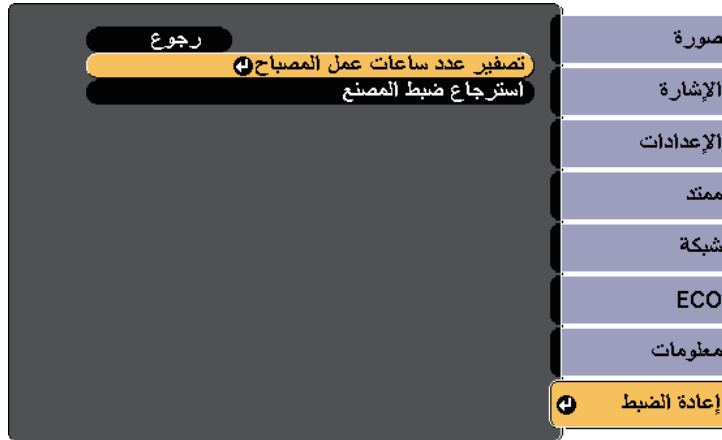 رجوع
تصفير عدد ساعات عمل المصباح
استرجاع ضبط المصنع
صورة
الإشارة
الإعدادات
ممتد
شبكة
ECO
معلومات
إعادة الضبط